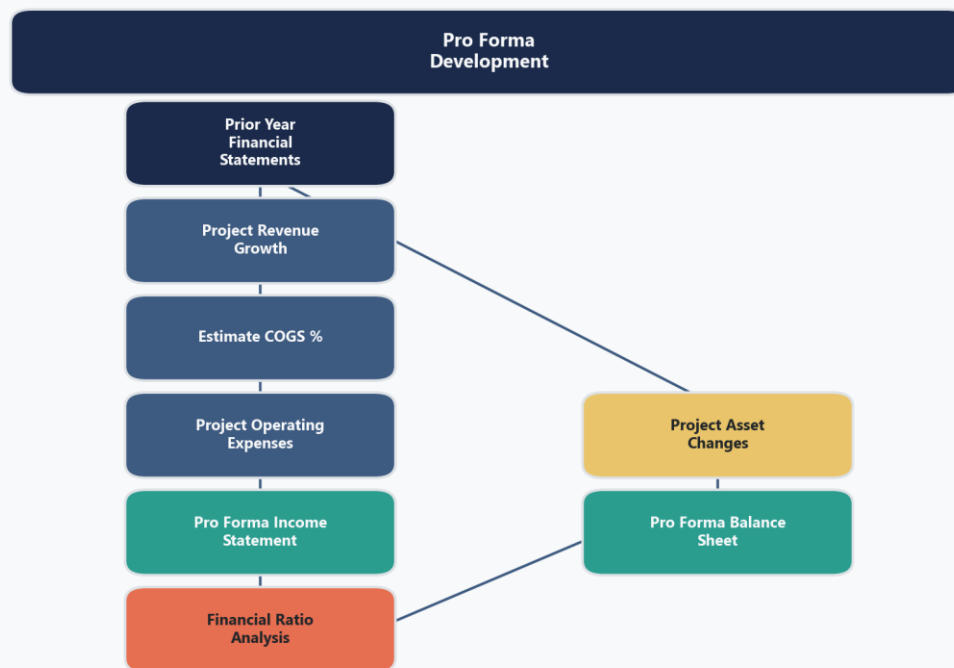 Pro Forma
Development
Prior Year
Financial
Statements
Project Revenue
Growth
Estimate COGS %
Project Operating
Expenses
Project Asset
Changes
Pro Forma Income
Statement
Pro Forma Balance
Sheet
Financial Ratio
Analysis